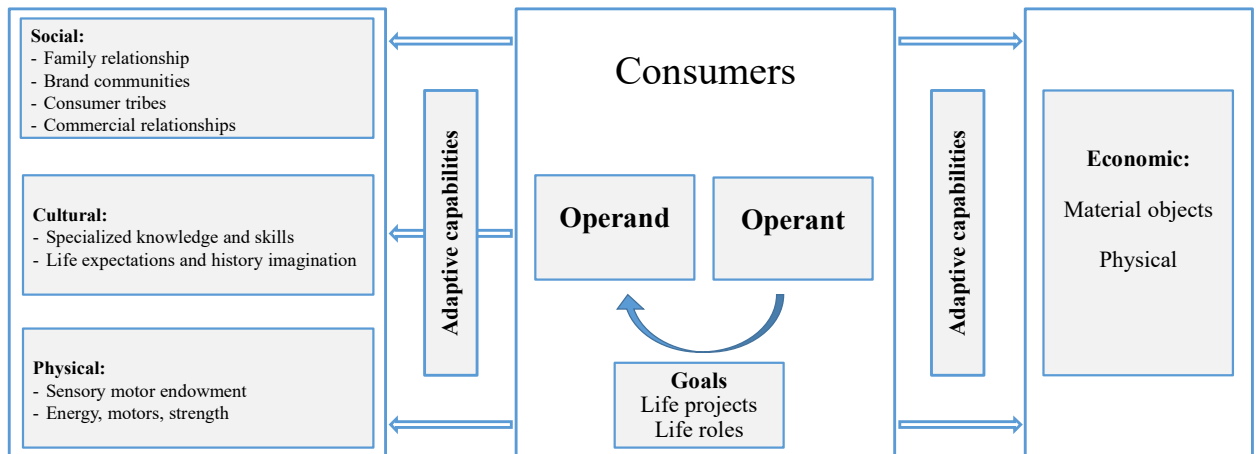 Social:
- Family relationship
- Brand communities
- Consumer tribes
- Commercial relationships
Cultural:
- Specialized knowledge and skills
- Life expectations and history imagination
Physical:
- Sensory motor endowment
- Energy, motors, strength
Adaptive capabilities
Consumers
Operand
Operant
Goals
Life projects
Life roles
Adaptive capabilities
Economic:
Material objects
Physical